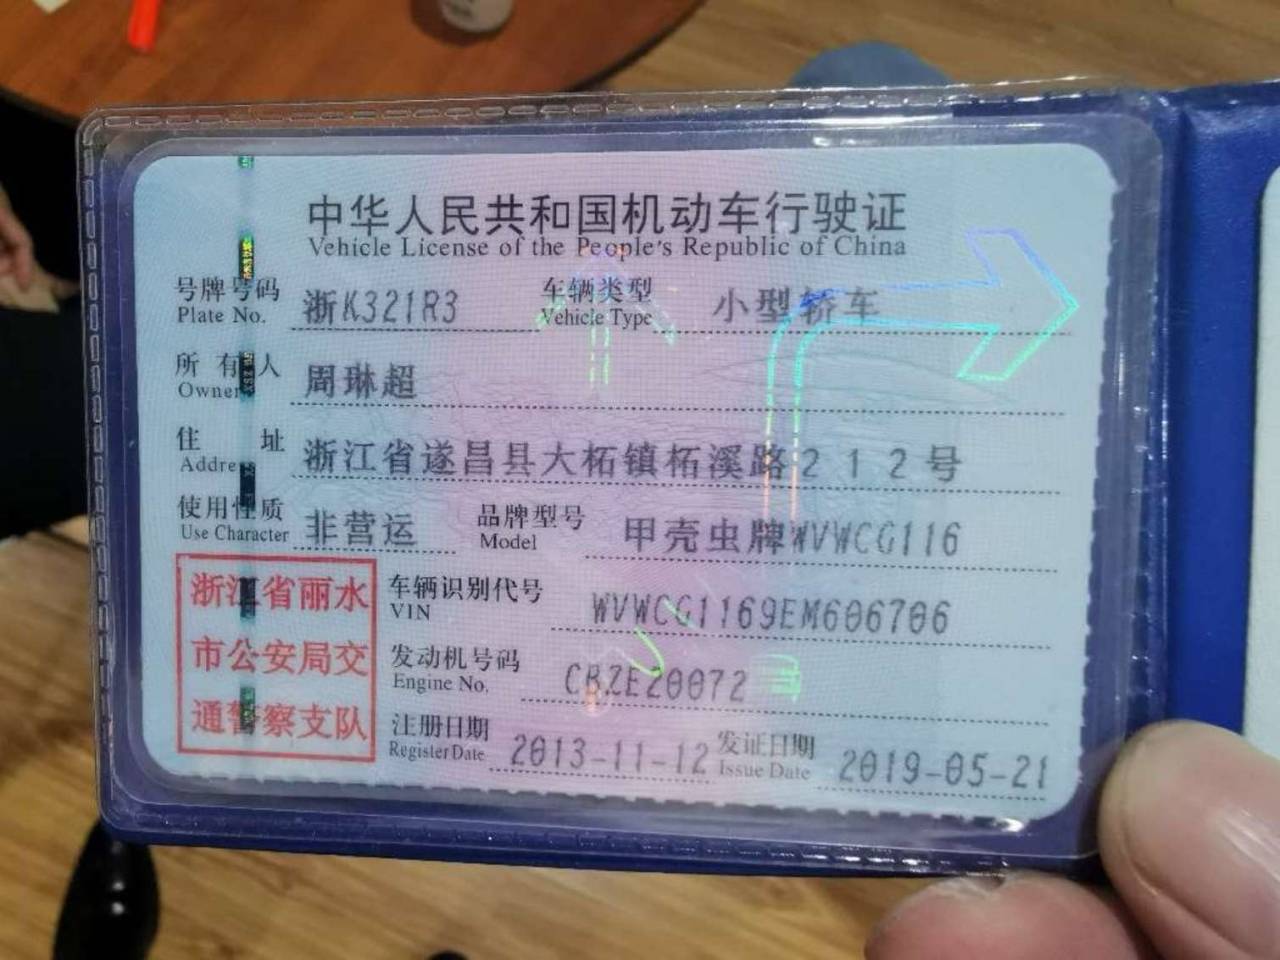 中华人民共和国机动车行驶证
Vehicle License of the People's Republic of China
号牌号码 浙K321R3 车辆类型 小型轿车
Plate No. Vehicle Type
所有人 周琳超
Owner
住址 浙江省遂昌县大柘镇柘溪路212号
Address
使用性质 非营运 品牌型号 甲壳虫牌WVWCG116
Use Character Model
浙江省丽水
市公安局交
通警察支队
车辆识别代号 WVWCG1169EM606706
VIN
发动机号码 CBZE20072
Engine No.
注册日期 2013-11-12 发证日期 2019-05-21
Register Date Issue Date